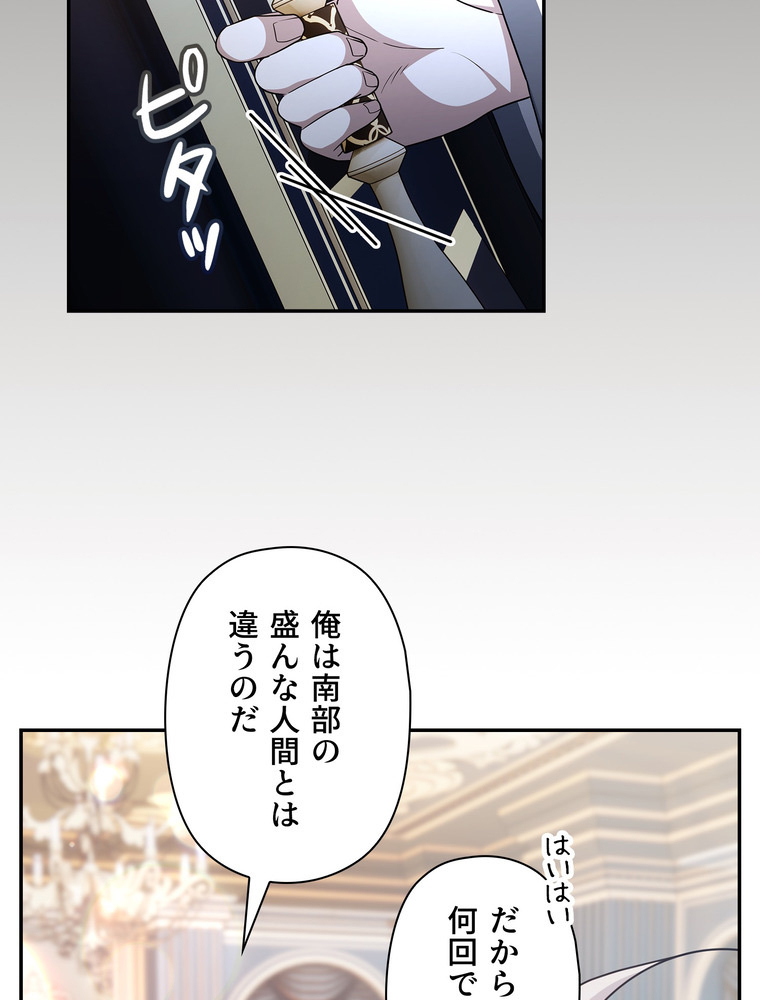 ピタッ
俺は南部の
盛んな人間とは
違うのだ
はいはい
だから
何回で